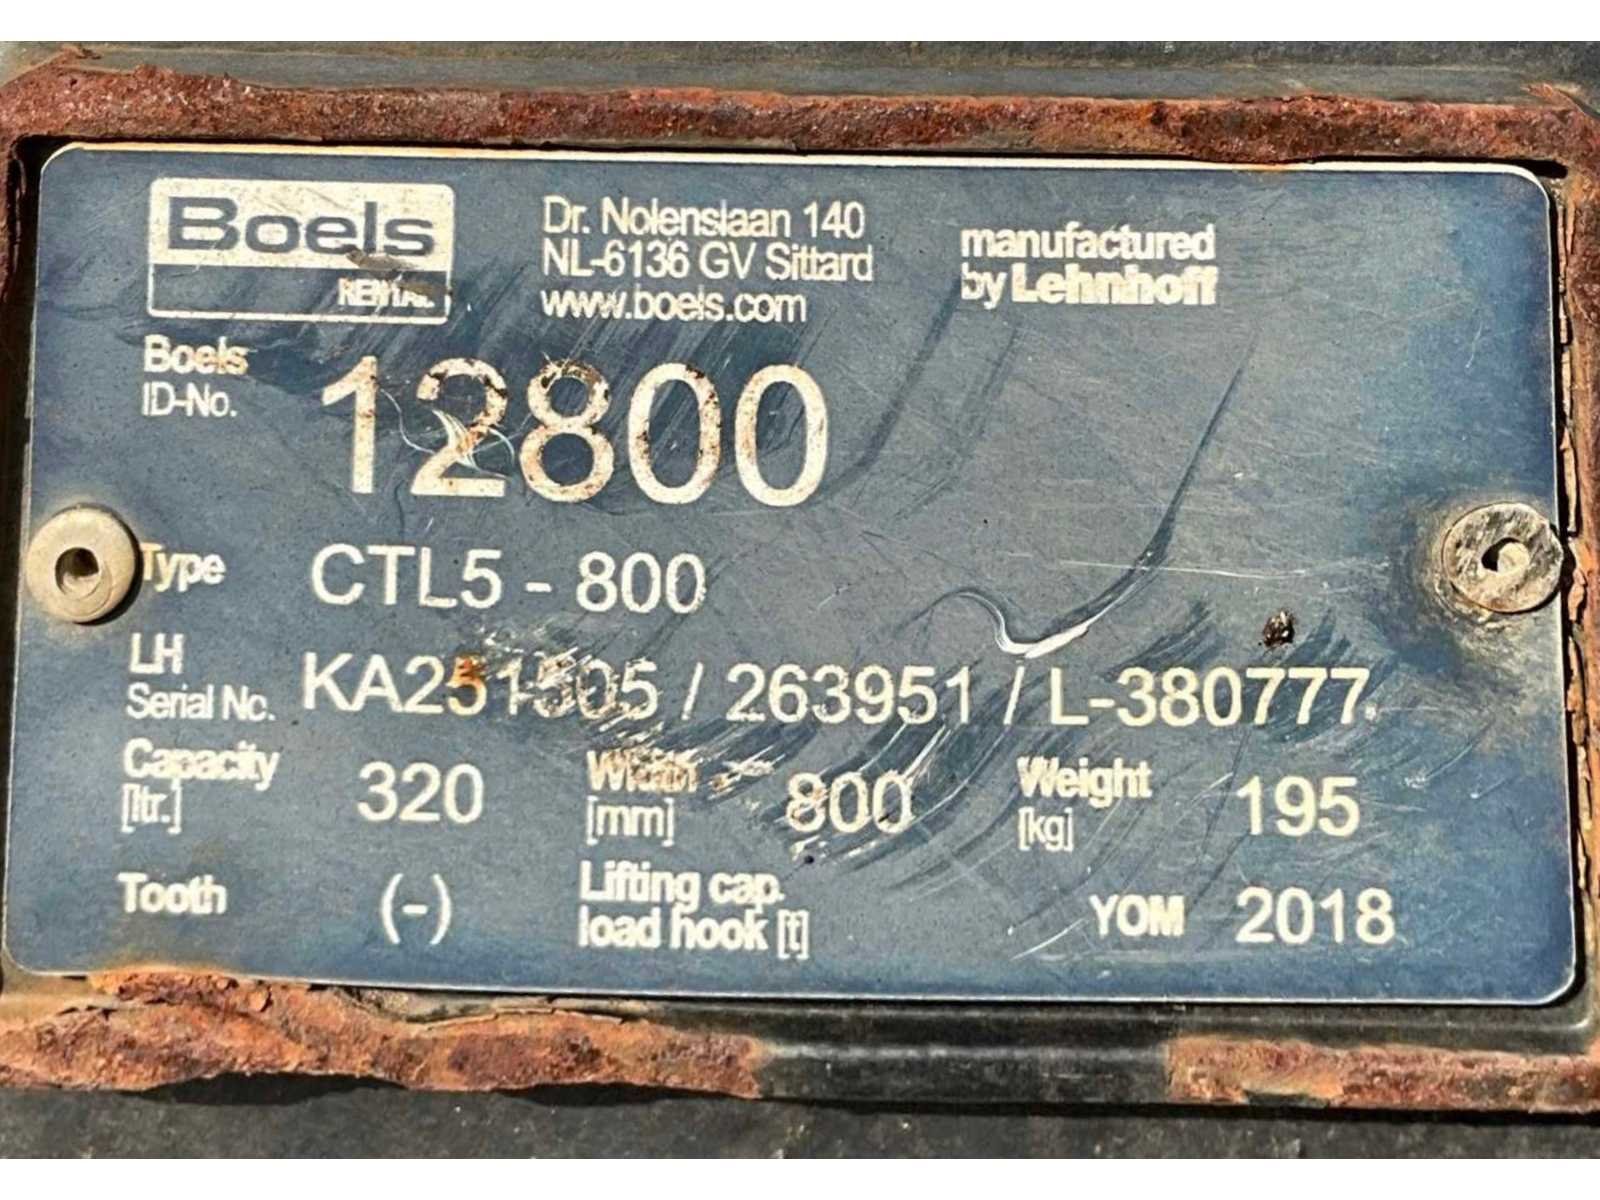 Boels
RENTAL
Dr. Nolenslaan 140
NL-6136 GV Sittard
www.boels.com
manufactured
by Lehnhoff
Boels
ID-No.
12800
Type CTL5 - 800
LH
Serial No. KA251505 / 263951 / L-380777
Capacity
[ltr.]
320
Width
[mm]
800
Weight
[kg]
195
Tooth (-)
Lifting cap.
load hook [t]
YOM 2018